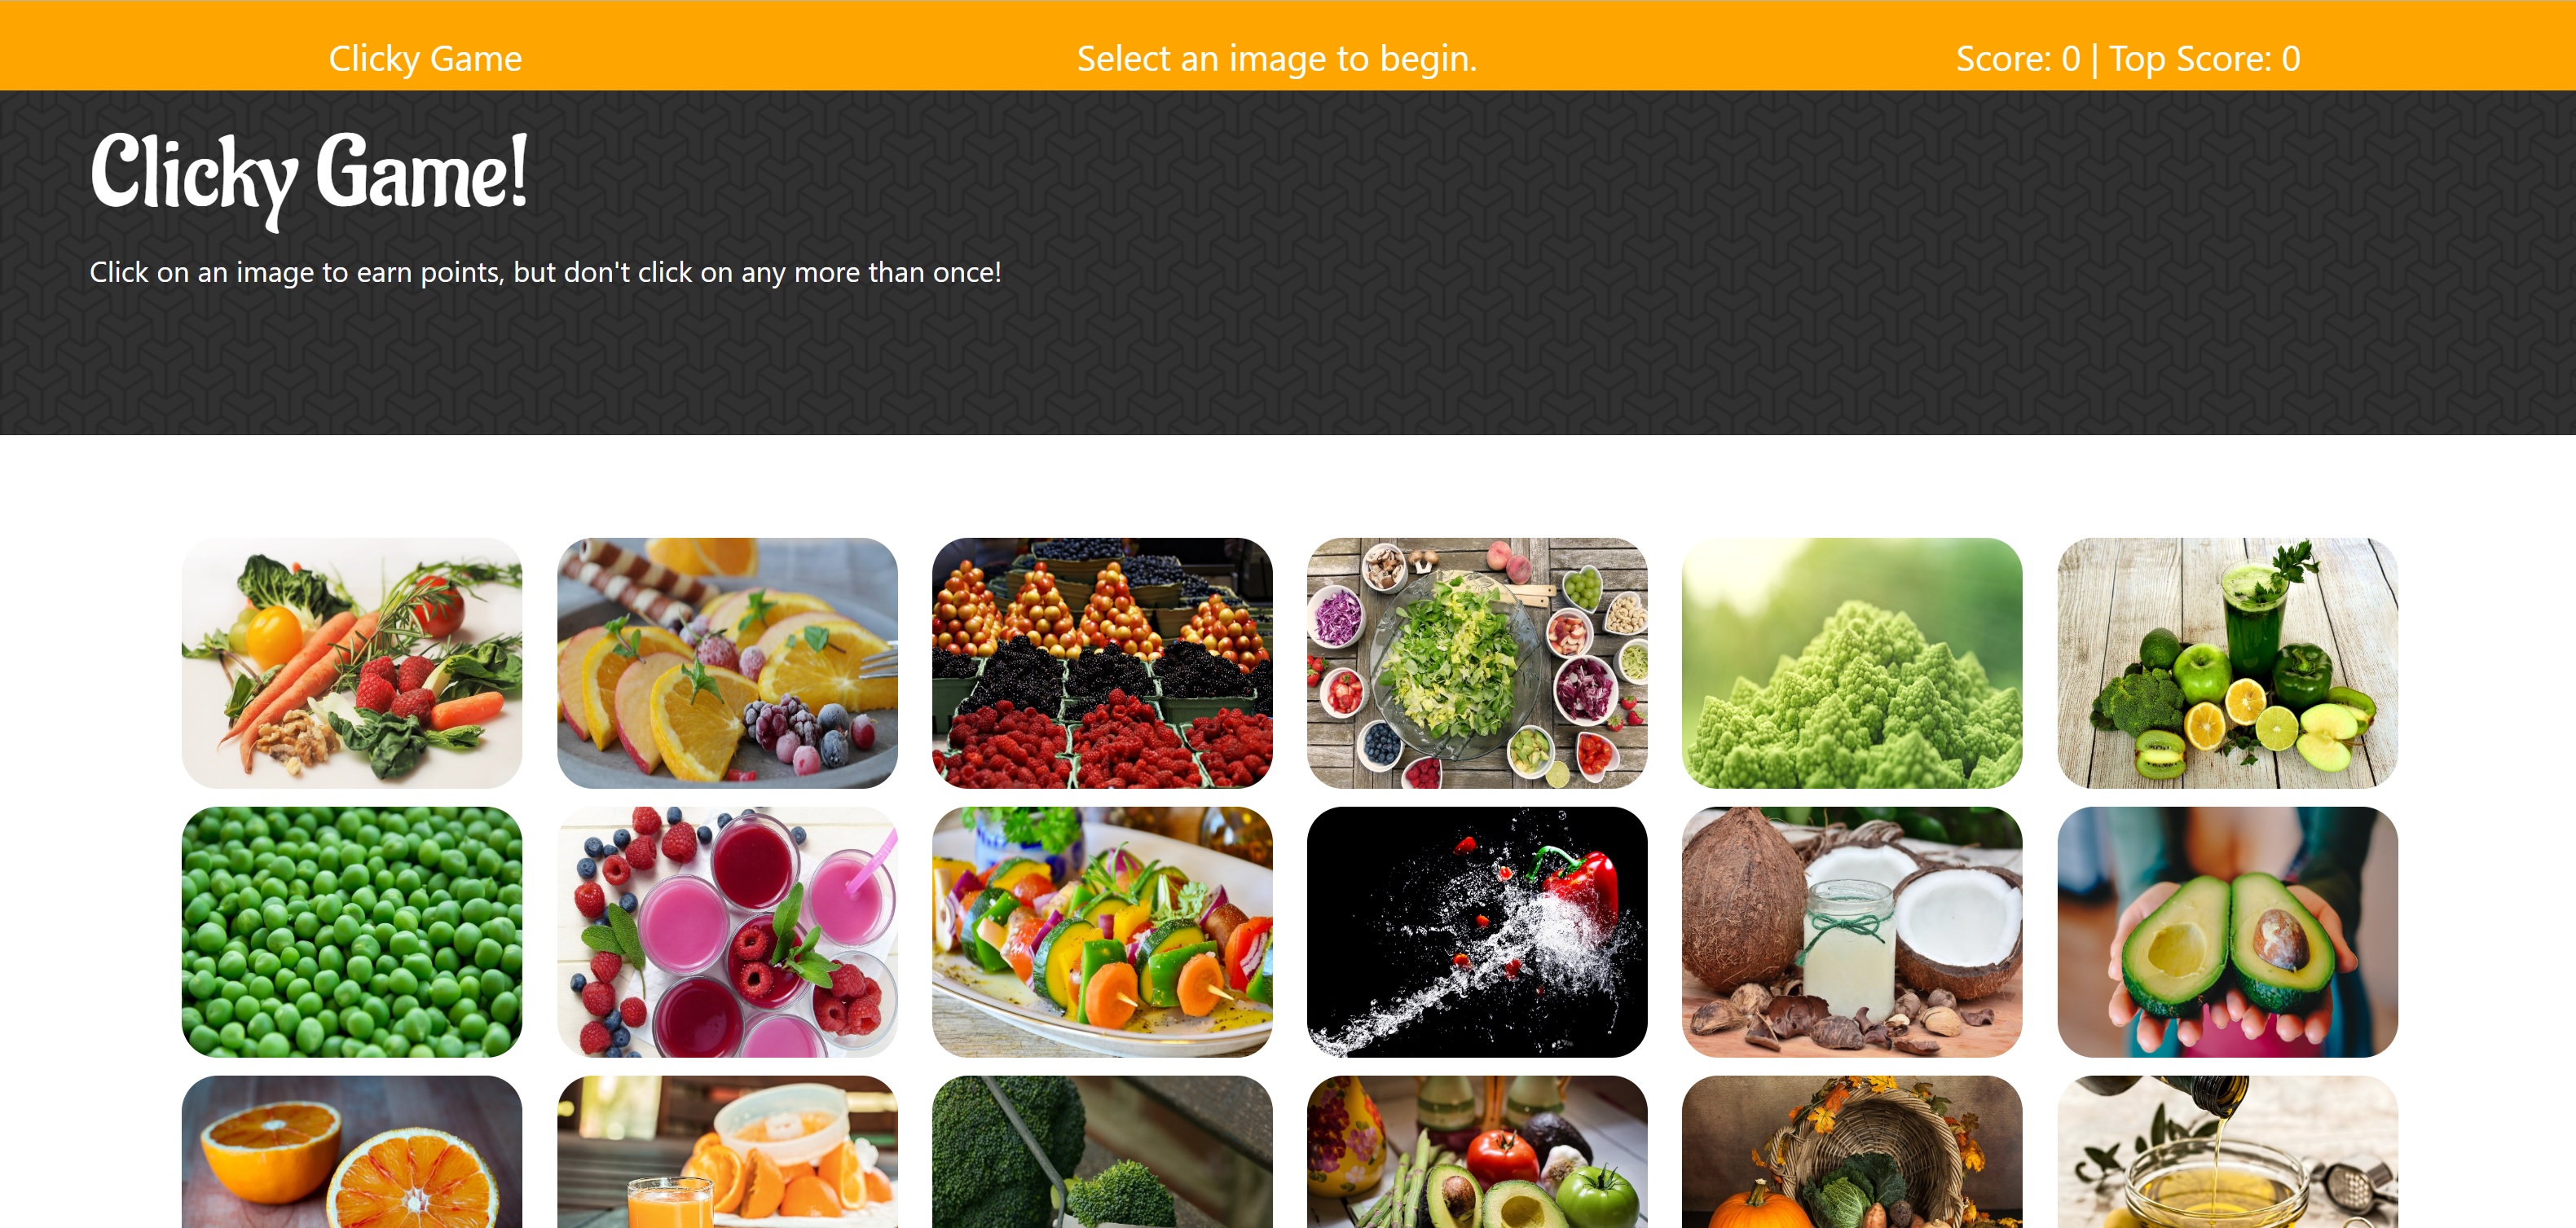 Clicky Game
Select an image to begin.
Score: 0 | Top Score: 0
Clicky Game!
Click on an image to earn points, but don't click on any more than once!